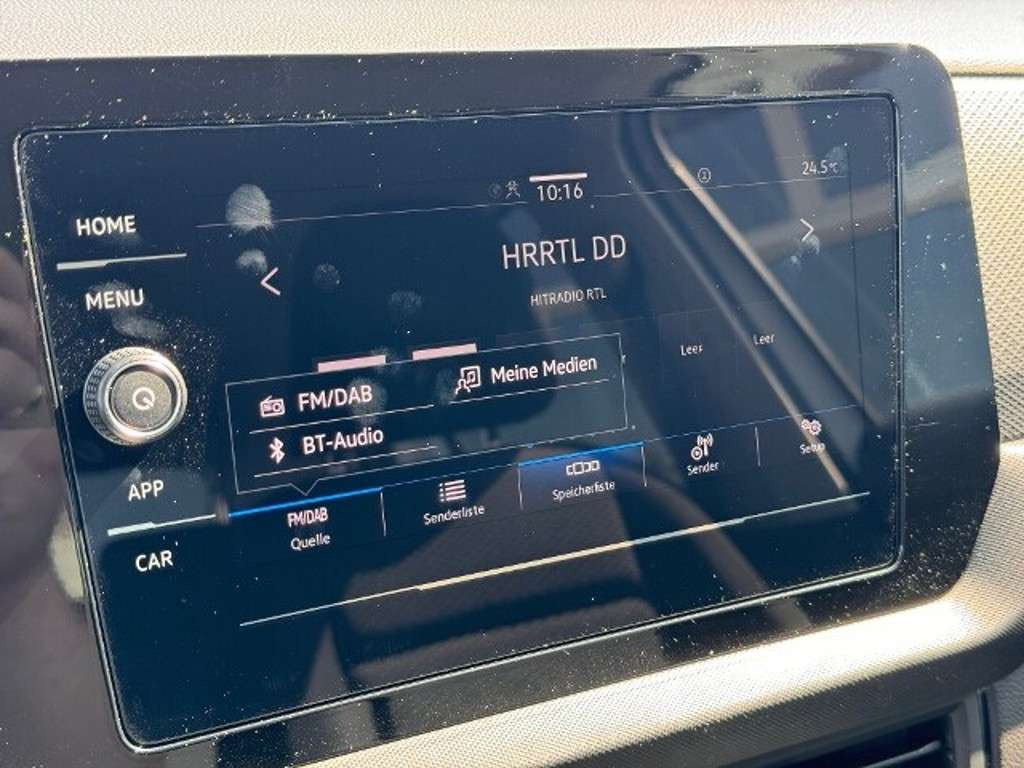 HOME
MENU
APP
CAR
10:16
24.5°C
HRRTL DD
HITRADIO RTL
Leer
Leer
FM/DAB
Meine Medien
BT-Audio
FM/DAB
Quelle
Senderliste
Speicherliste
Sender
Setup